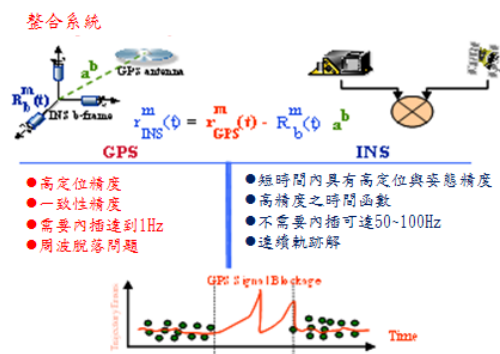 整合系統
a^b
GPS antenna
R_b^m(t)
INS b-frame
r_INS^m(t) = r_GPS^m(t) - R_b^m(t) a^b
GPS
INS
●高定位精度
●一致性精度
●需要內插達到1Hz
●周波脫落問題
●短時間內具有高定位與姿態精度
●高精度之時間函數
●不需要內插可達50~100Hz
●連續軌跡解
GPS Signal Blockage
Trajectory Errors
Time